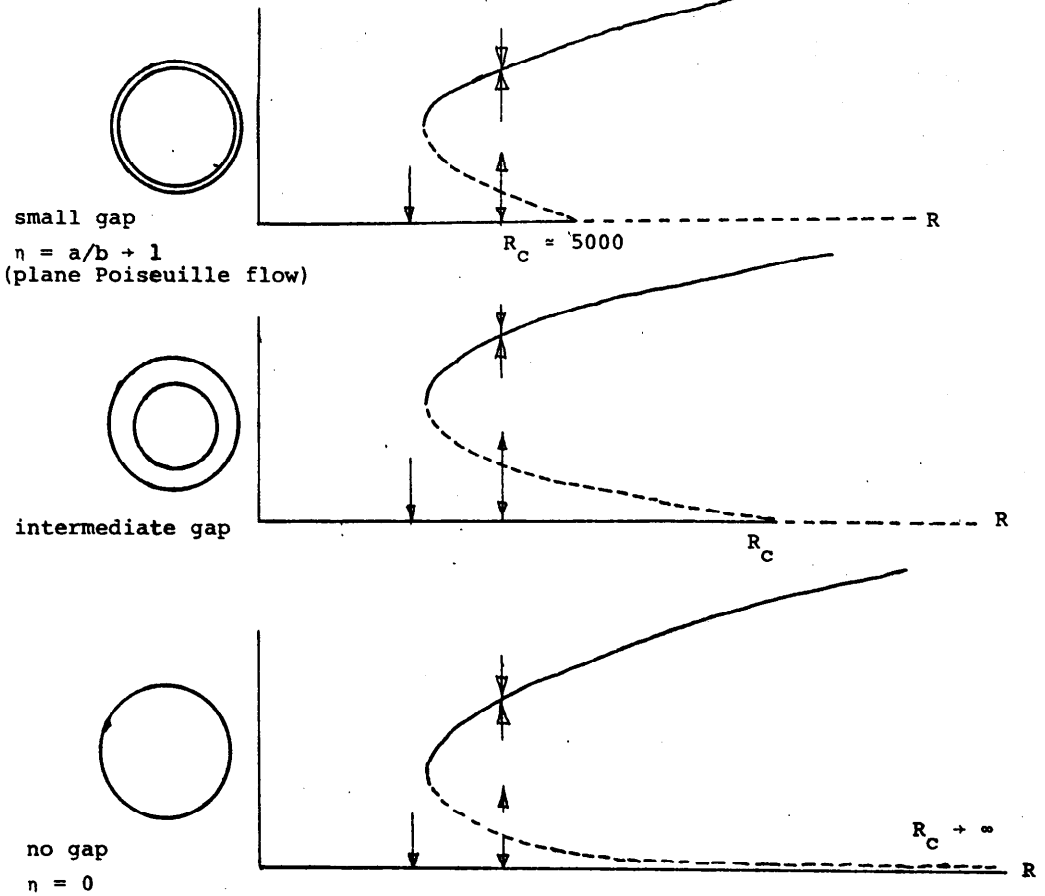 small gap
η = a/b → 1
(plane Poiseuille flow)
R
R_c ≃ 5000
intermediate gap
R
R_c
no gap
η = 0
R_c → ∞
R